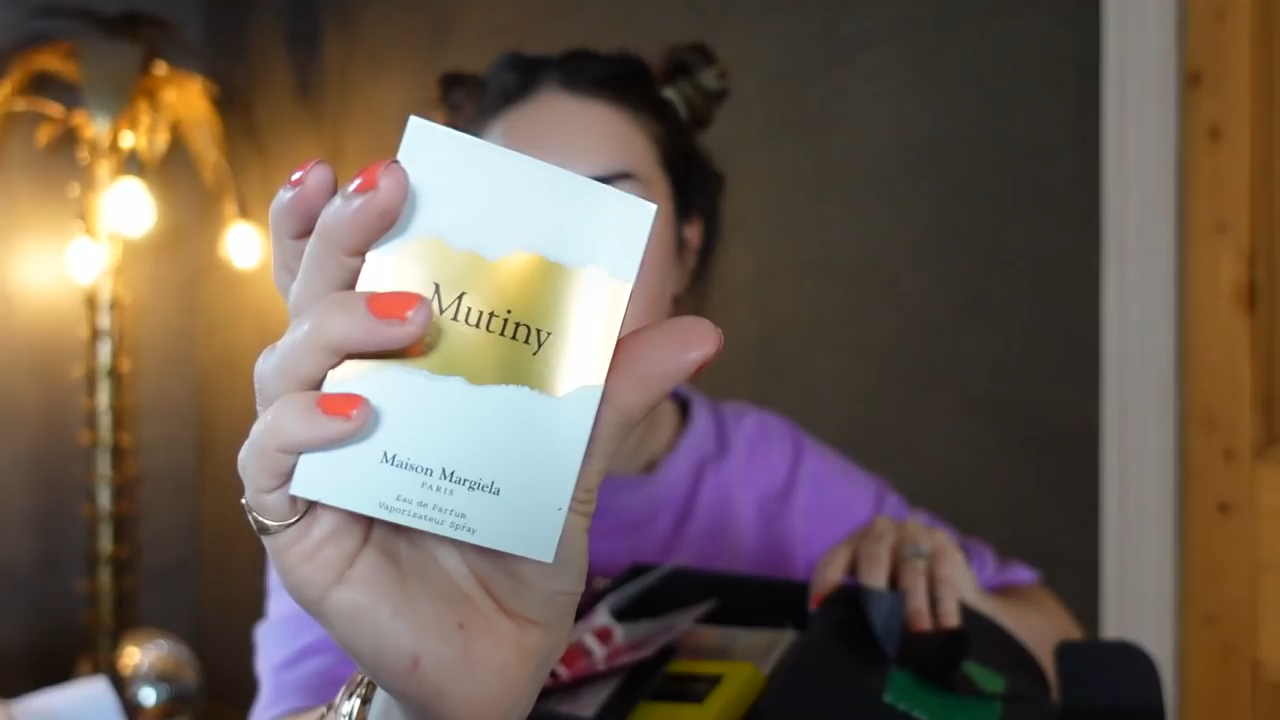 Mutiny
Maison Margiela
PARIS
Eau de Parfum
Vaporisateur Spray